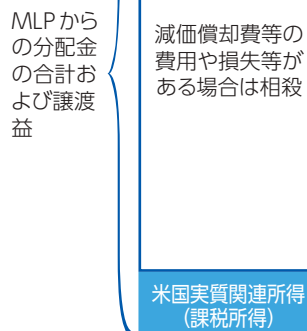 MLPから
の分配金
の合計お
よび譲渡
益
減価償却費等の
費用や損失等が
ある場合は相殺
米国実質関連所得
(課税所得)